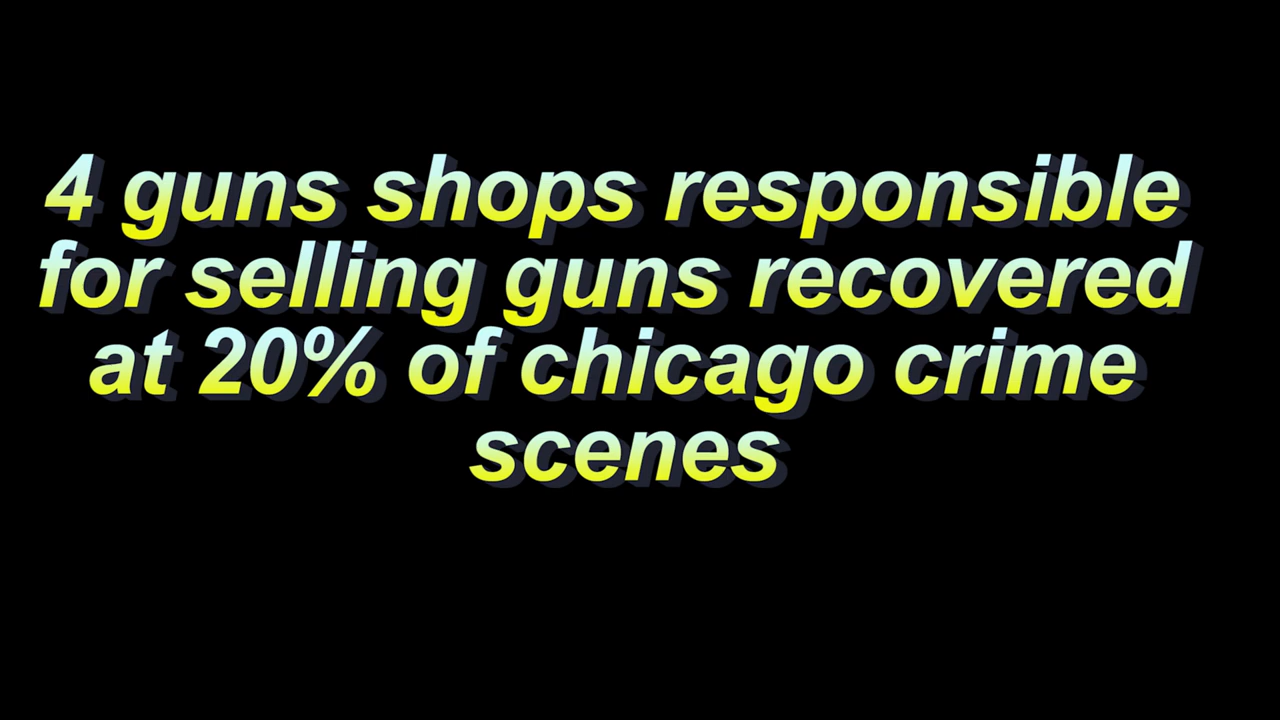 4 guns shops responsible
for selling guns recovered
at 20% of chicago crime
scenes